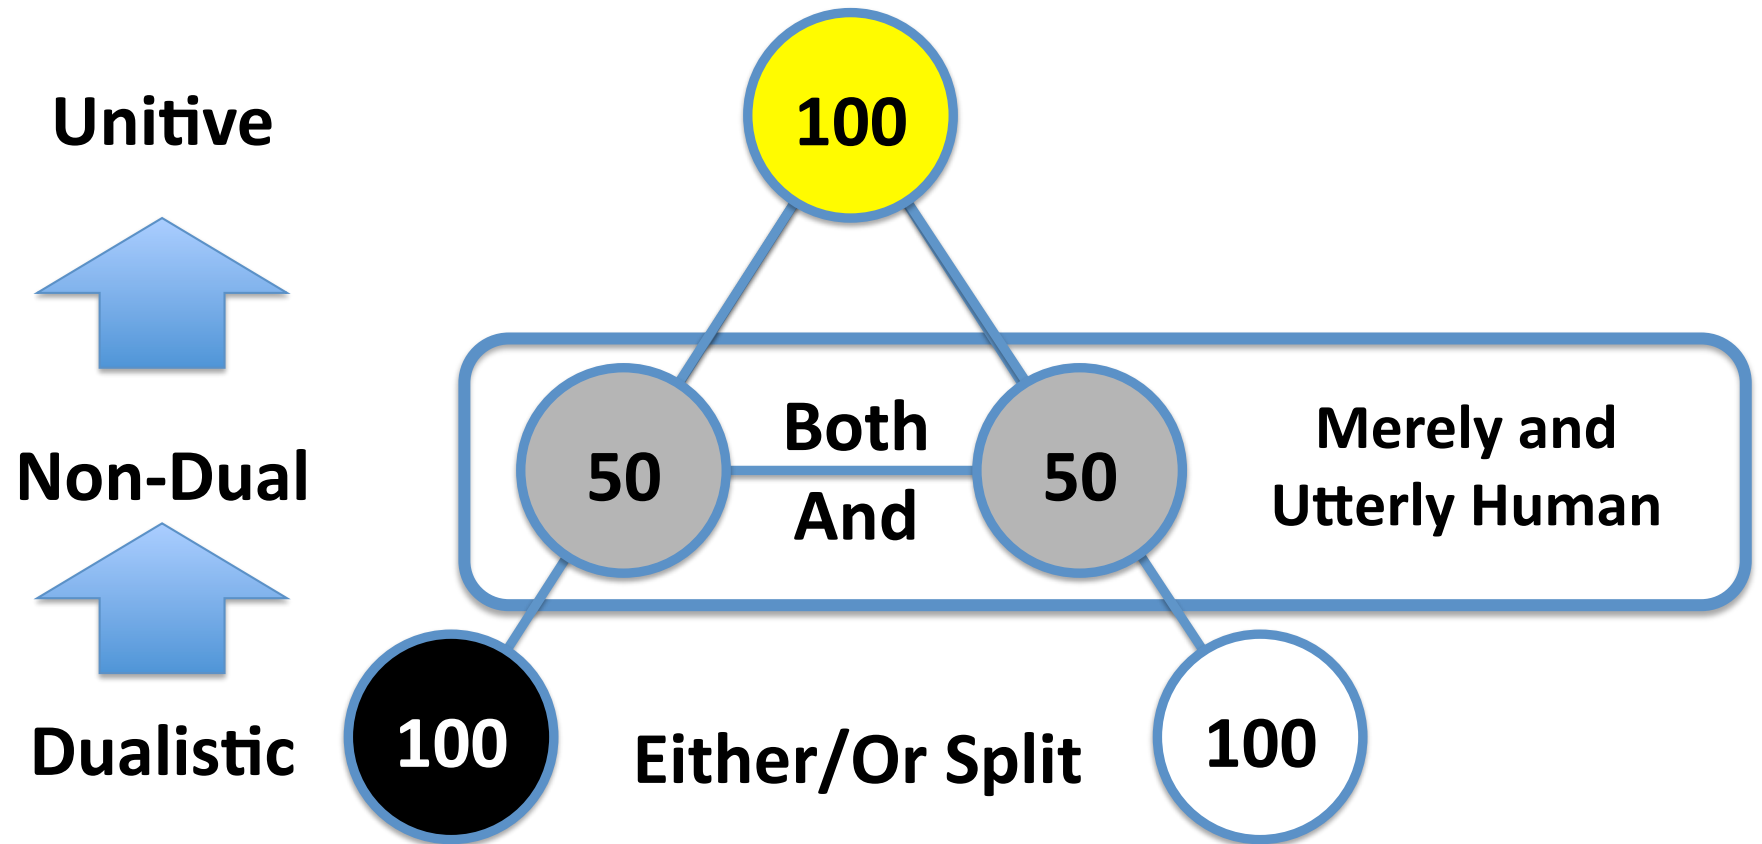 Unitive
100
Non-Dual
50
Both
And
50
Merely and
Utterly Human
Dualistic
100
Either/Or Split
100